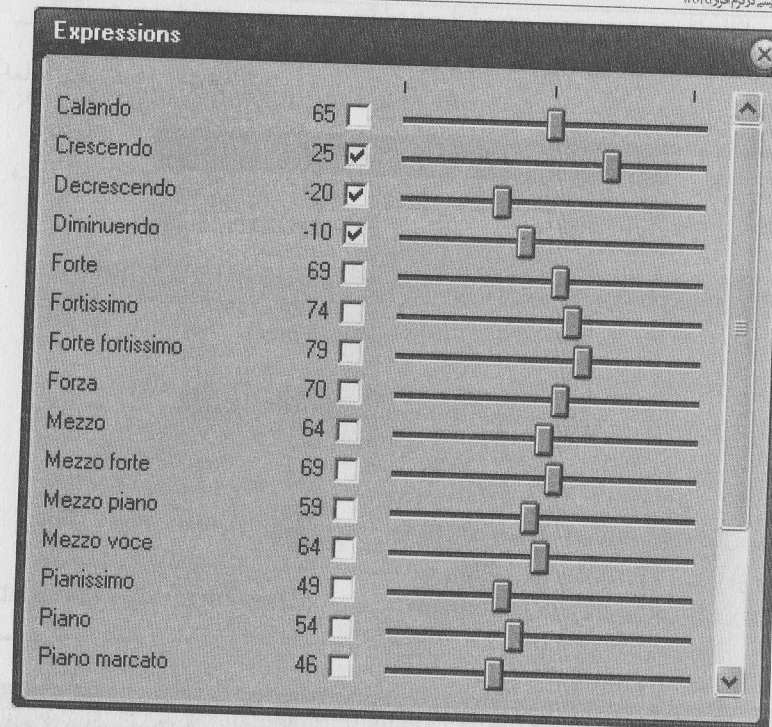 Expressions
Calando 65
Crescendo 25
Decrescendo -20
Diminuendo -10
Forte 69
Fortissimo 74
Forte fortissimo 79
Forza 70
Mezzo 64
Mezzo forte 69
Mezzo piano 59
Mezzo voce 64
Pianissimo 49
Piano 54
Piano marcato 46